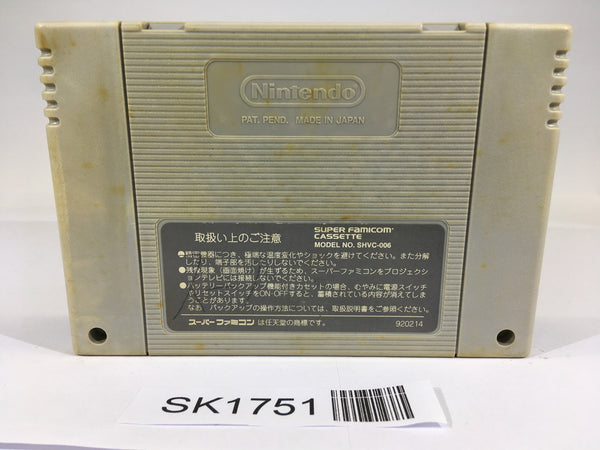 Nintendo
PAT. PEND. MADE IN JAPAN
取扱い上のご注意
SUPER FAMICOM
CASSETTE
MODEL NO. SHVC-006
●精密機器につき、極端な温度変化やショックを避けてください。また分解
したり、端子部を汚したりしないでください。
●残像現象(画面焼け)が生ずるため、スーパーファミコンをプロジェクシ
ョンテレビには接続しないでください。
●バッテリーバックアップ機能付きカセットの場合、むやみに電源スイッチ
やリセットスイッチをON・OFFすると、蓄積されている内容が消えてしま
うことがあります。
なお、バックアップの操作方法については、取扱説明書をご参照ください。
スーパーファミコンは任天堂の商標です。
920214
SK1751